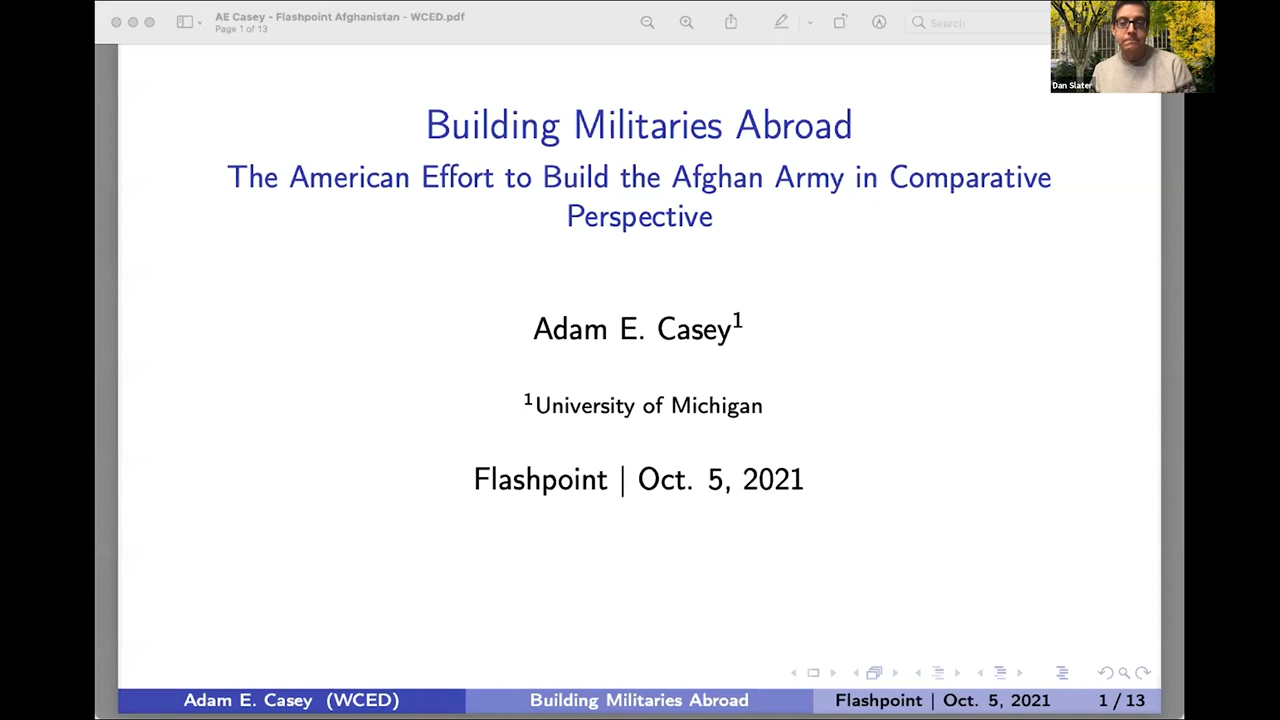 AE Casey - Flashpoint Afghanistan - WCED.pdf
Page 1 of 13
Search
Dan Slater
Building Militaries Abroad
The American Effort to Build the Afghan Army in Comparative
Perspective
Adam E. Casey1
1University of Michigan
Flashpoint | Oct. 5, 2021
Adam E. Casey (WCED)
Building Militaries Abroad
Flashpoint | Oct. 5, 2021
1 / 13